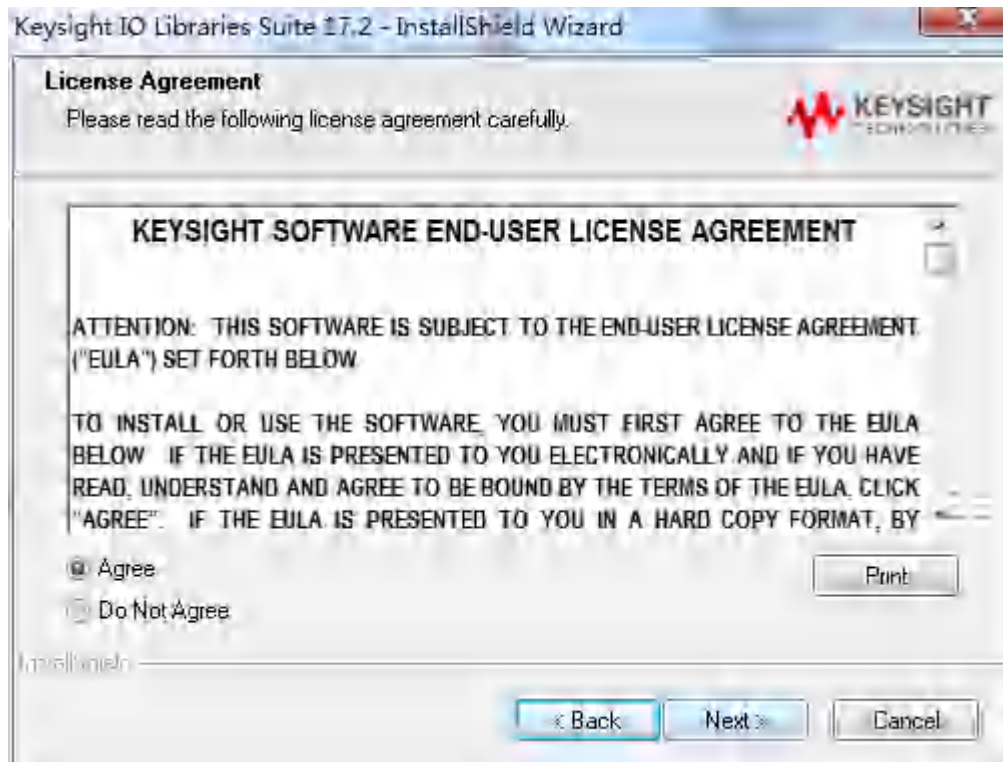 Keysight IO Libraries Suite 17.2 - InstallShield Wizard
License Agreement
Please read the following license agreement carefully.
KEYSIGHT
TECHNOLOGIES
KEYSIGHT SOFTWARE END-USER LICENSE AGREEMENT
ATTENTION: THIS SOFTWARE IS SUBJECT TO THE END-USER LICENSE AGREEMENT
("EULA") SET FORTH BELOW
TO INSTALL OR USE THE SOFTWARE, YOU MUST FIRST AGREE TO THE EULA
BELOW IF THE EULA IS PRESENTED TO YOU ELECTRONICALLY AND IF YOU HAVE
READ, UNDERSTAND AND AGREE TO BE BOUND BY THE TERMS OF THE EULA, CLICK
"AGREE". IF THE EULA IS PRESENTED TO YOU IN A HARD COPY FORMAT, BY
Agree
Print
Do Not Agree
InstallShield
< Back
Next >
Cancel